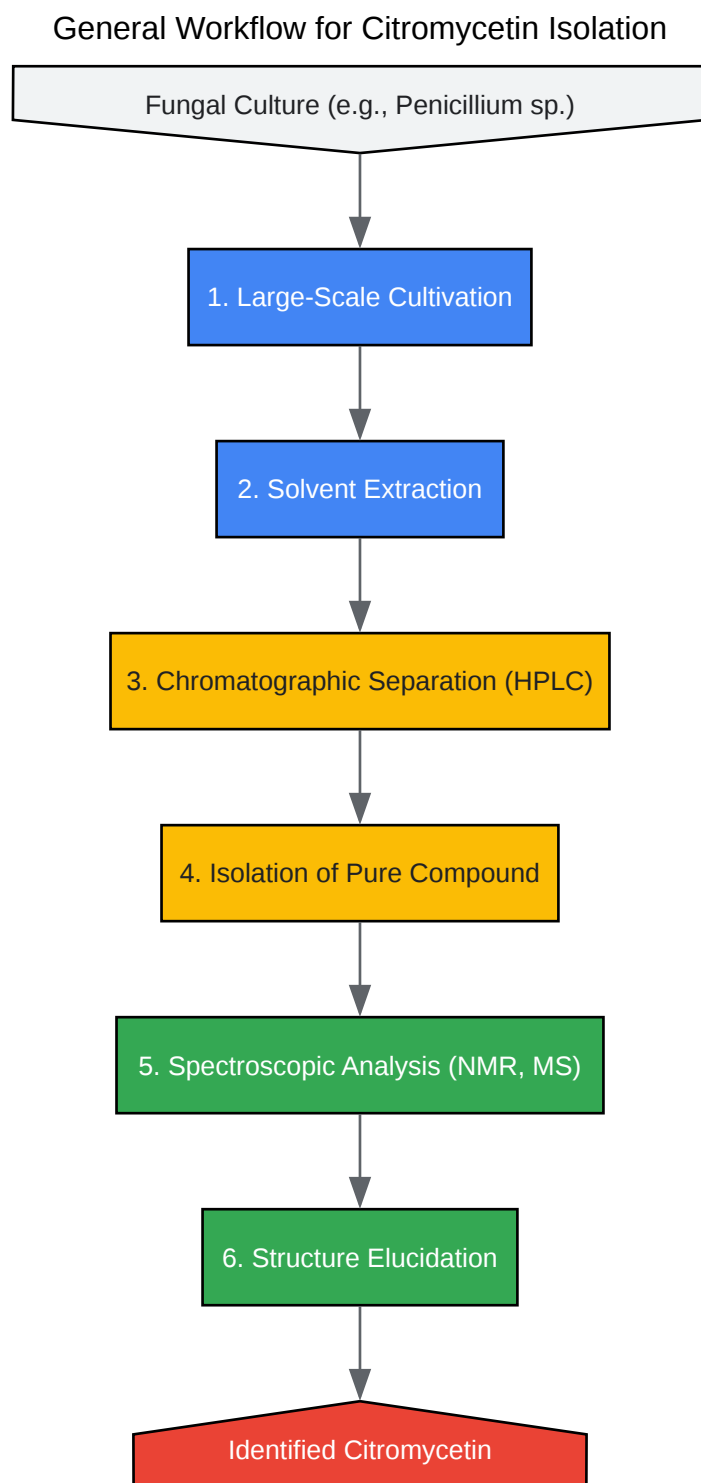 General Workflow for Citromycetin Isolation
Fungal Culture (e.g., Penicillium sp.)
1. Large-Scale Cultivation
2. Solvent Extraction
3. Chromatographic Separation (HPLC)
4. Isolation of Pure Compound
5. Spectroscopic Analysis (NMR, MS)
6. Structure Elucidation
Identified Citromycetin